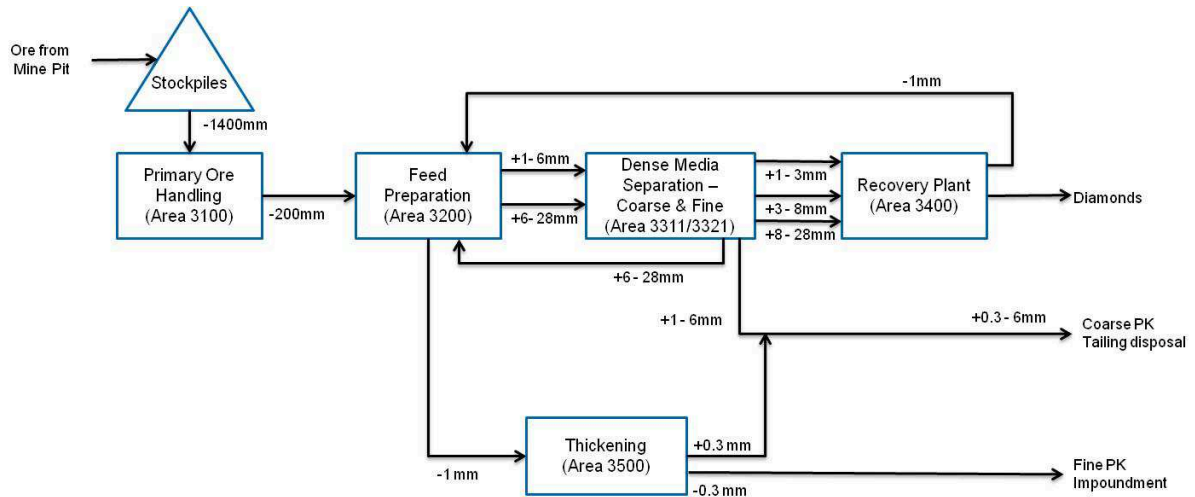 Ore from
Mine Pit
Stockpiles
-1400mm
-1mm
Primary Ore
Handling
(Area 3100)
-200mm
Feed
Preparation
(Area 3200)
+1- 6mm
+6- 28mm
Dense Media
Separation –
Coarse & Fine
(Area 3311/3321)
+1 - 3mm
+3 - 8mm
+8 - 28mm
Recovery Plant
(Area 3400)
Diamonds
+6 - 28mm
+1 - 6mm
+0.3 - 6mm
Coarse PK
Tailing disposal
-1 mm
Thickening
(Area 3500)
+0.3 mm
-0.3 mm
Fine PK
Impoundment